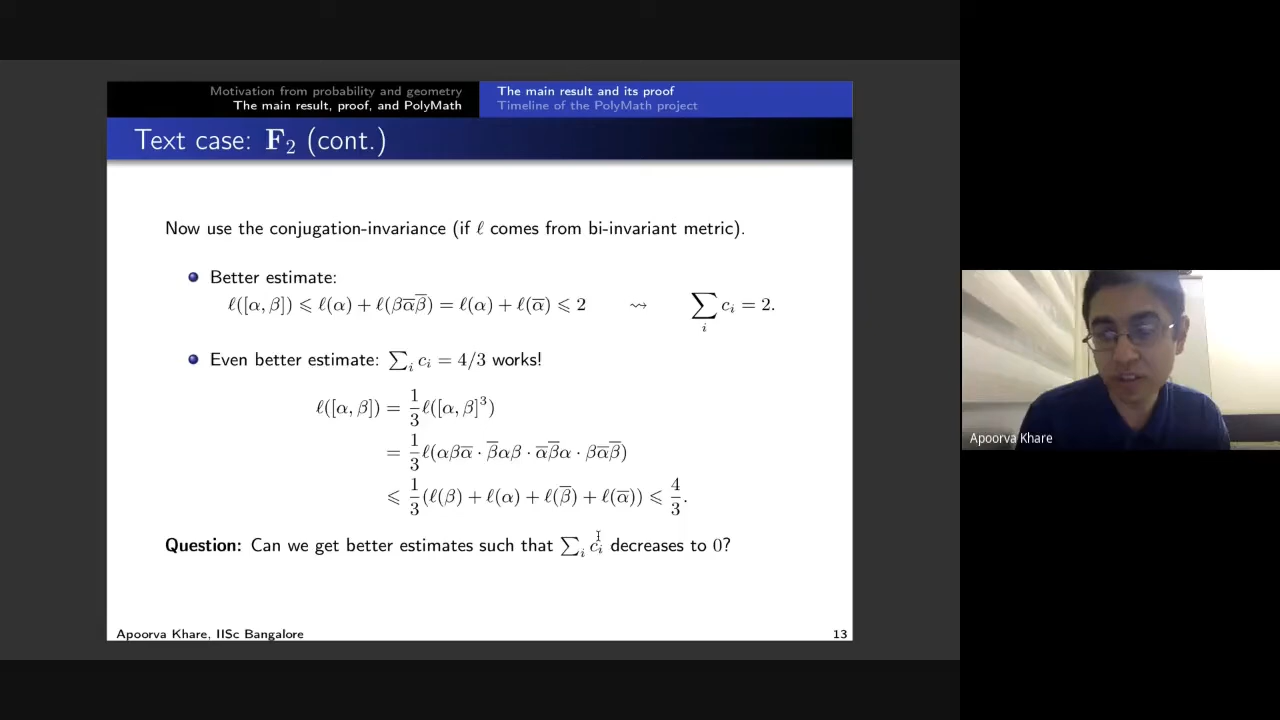 Motivation from probability and geometry
The main result, proof, and PolyMath
The main result and its proof
Timeline of the PolyMath project
Text case: F₂ (cont.)
Now use the conjugation-invariance (if ℓ comes from bi-invariant metric).
Better estimate:
ℓ([α, β]) ⩽ ℓ(α) + ℓ(βα̅β̅) = ℓ(α) + ℓ(α̅) ⩽ 2 ⇝ ∑ᵢ cᵢ = 2.
Even better estimate: ∑ᵢ cᵢ = 4/3 works!
ℓ([α, β]) = 1/3 ℓ([α, β]³)
= 1/3 ℓ(αβα̅ · β̅αβ · α̅β̅α · βα̅β̅)
⩽ 1/3 (ℓ(β) + ℓ(α) + ℓ(β̅) + ℓ(α̅)) ⩽ 4/3.
Question: Can we get better estimates such that ∑ᵢ cᵢ decreases to 0?
Apoorva Khare, IISc Bangalore
13
Apoorva Khare